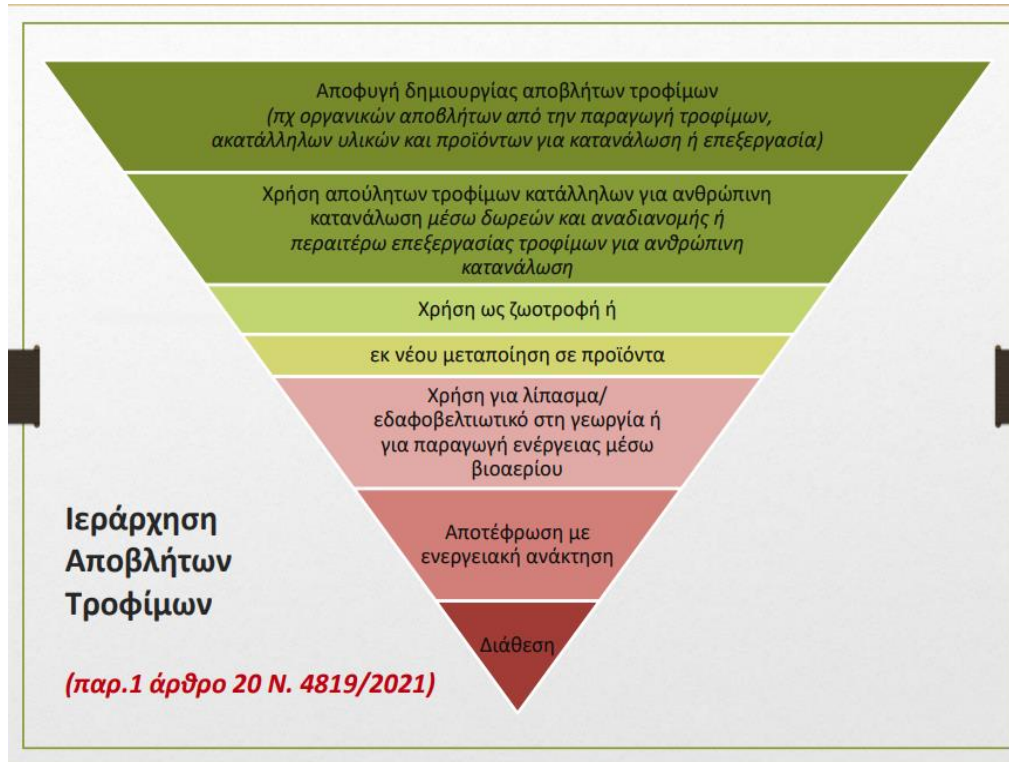 Αποφυγή δημιουργίας αποβλήτων τροφίμων
(πχ οργανικών αποβλήτων από την παραγωγή τροφίμων,
ακατάλληλων υλικών και προϊόντων για κατανάλωση ή επεξεργασία)
Χρήση απούλητων τροφίμων κατάλληλων για ανθρώπινη
κατανάλωση μέσω δωρεών και αναδιανομής ή
περαιτέρω επεξεργασίας τροφίμων για ανθρώπινη
κατανάλωση
Χρήση ως ζωοτροφή ή
εκ νέου μεταποίηση σε προϊόντα
Χρήση για λίπασμα/
εδαφοβελτιωτικό στη γεωργία ή
για παραγωγή ενέργειας μέσω
βιοαερίου
Αποτέφρωση με
ενεργειακή ανάκτηση
Διάθεση
Ιεράρχηση
Αποβλήτων
Τροφίμων
(παρ.1 άρθρο 20 Ν. 4819/2021)